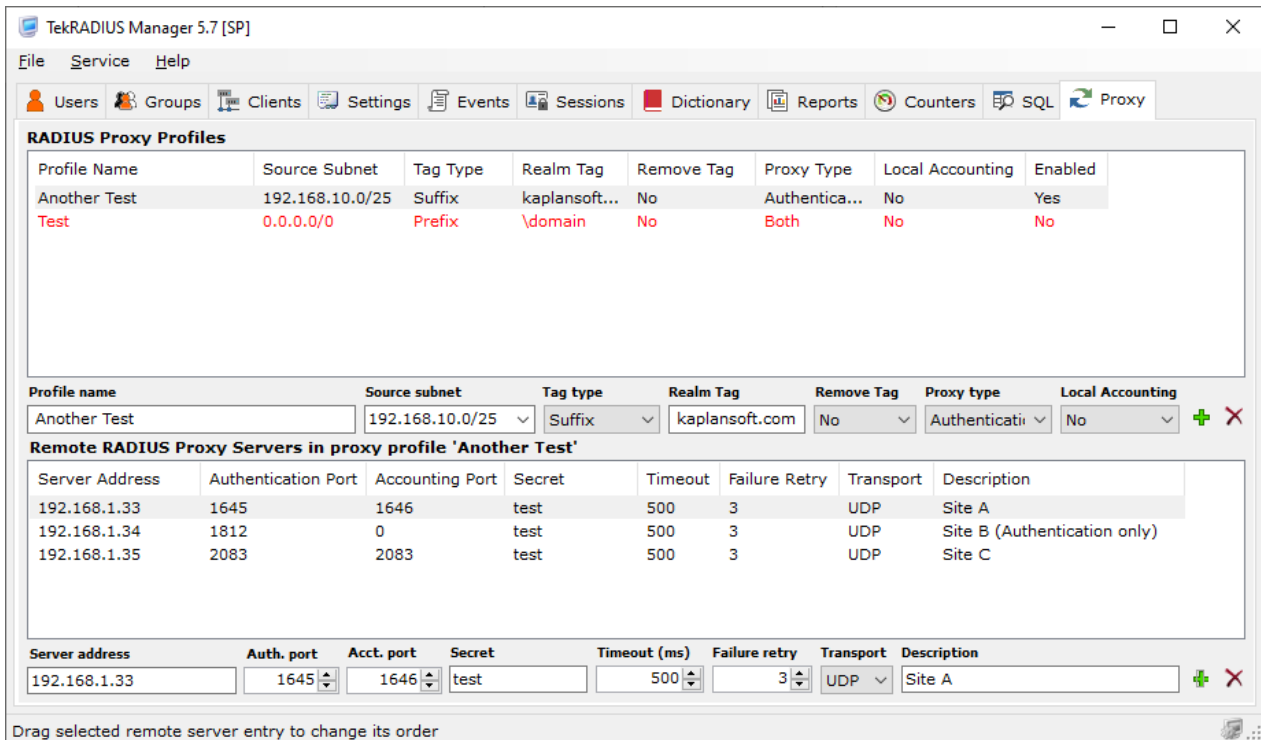 TekRADIUS Manager 5.7 [SP]
File Service Help
Users Groups Clients Settings Events Sessions Dictionary Reports Counters SQL Proxy
RADIUS Proxy Profiles
Profile Name Source Subnet Tag Type Realm Tag Remove Tag Proxy Type Local Accounting Enabled
Another Test 192.168.10.0/25 Suffix kaplansoft... No Authentica... No Yes
Test 0.0.0.0/0 Prefix \domain No Both No No
Profile name Source subnet Tag type Realm Tag Remove Tag Proxy type Local Accounting
Another Test 192.168.10.0/25 Suffix kaplansoft.com No Authenticati No
Remote RADIUS Proxy Servers in proxy profile 'Another Test'
Server Address Authentication Port Accounting Port Secret Timeout Failure Retry Transport Description
192.168.1.33 1645 1646 test 500 3 UDP Site A
192.168.1.34 1812 0 test 500 3 UDP Site B (Authentication only)
192.168.1.35 2083 2083 test 500 3 UDP Site C
Server address Auth. port Acct. port Secret Timeout (ms) Failure retry Transport Description
192.168.1.33 1645 1646 test 500 3 UDP Site A
Drag selected remote server entry to change its order